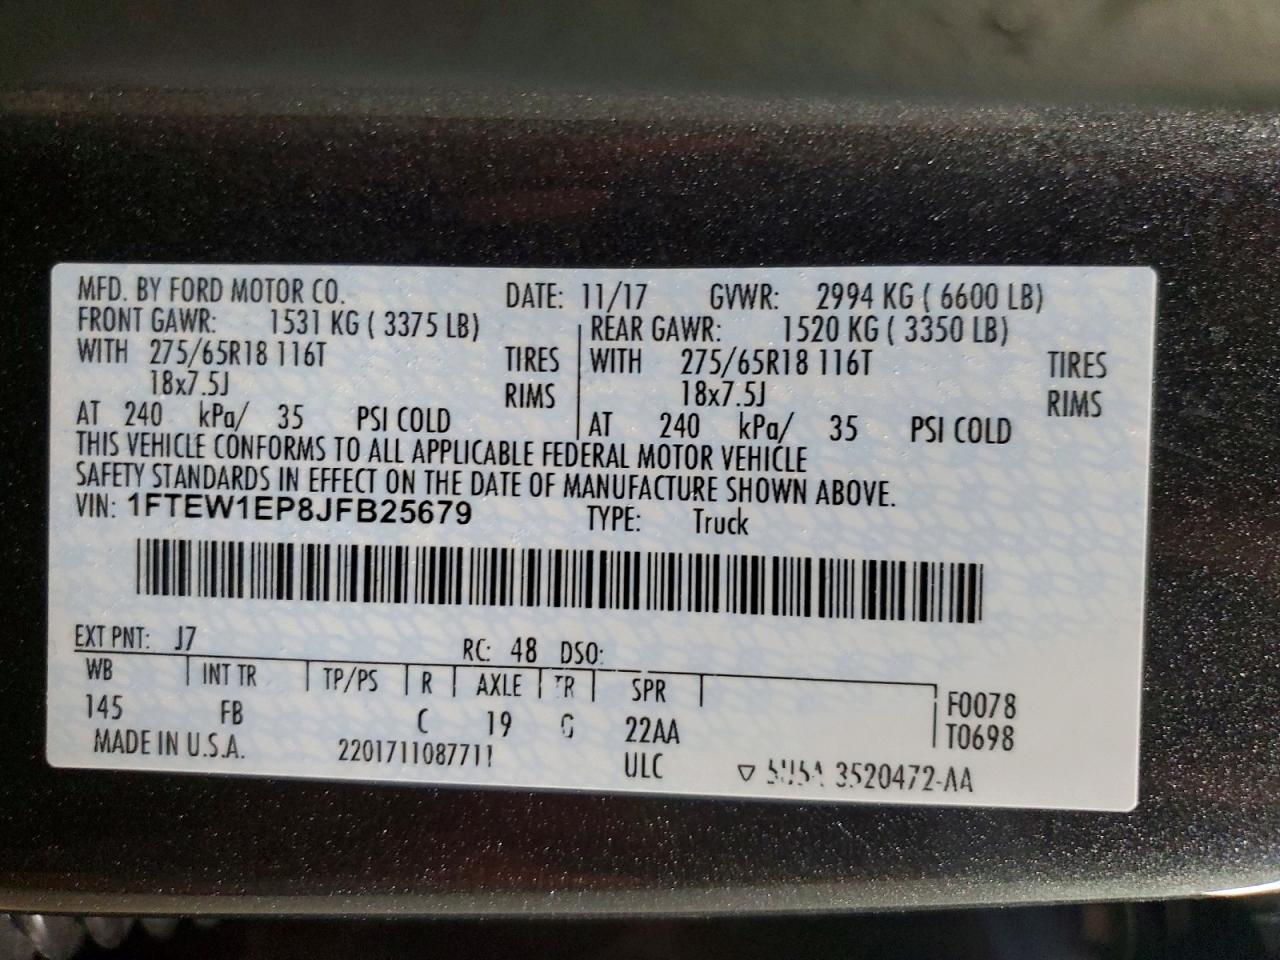 MFD. BY FORD MOTOR CO. DATE: 11/17 GVWR: 2994 KG ( 6600 LB)
FRONT GAWR: 1531 KG ( 3375 LB) REAR GAWR: 1520 KG ( 3350 LB)
WITH 275/65R18 116T TIRES WITH 275/65R18 116T TIRES
18x7.5J RIMS 18x7.5J RIMS
AT 240 kPa/ 35 PSI COLD AT 240 kPa/ 35 PSI COLD
THIS VEHICLE CONFORMS TO ALL APPLICABLE FEDERAL MOTOR VEHICLE
SAFETY STANDARDS IN EFFECT ON THE DATE OF MANUFACTURE SHOWN ABOVE.
VIN: 1FTEW1EP8JFB25679 TYPE: Truck
EXT PNT: J7 RC: 48 DSO:
WB INT TR TP/PS R AXLE TR SPR F0078
145 FB C 19 G 22AA T0698
MADE IN U.S.A. 2201711087711 ULC 3520472-AA